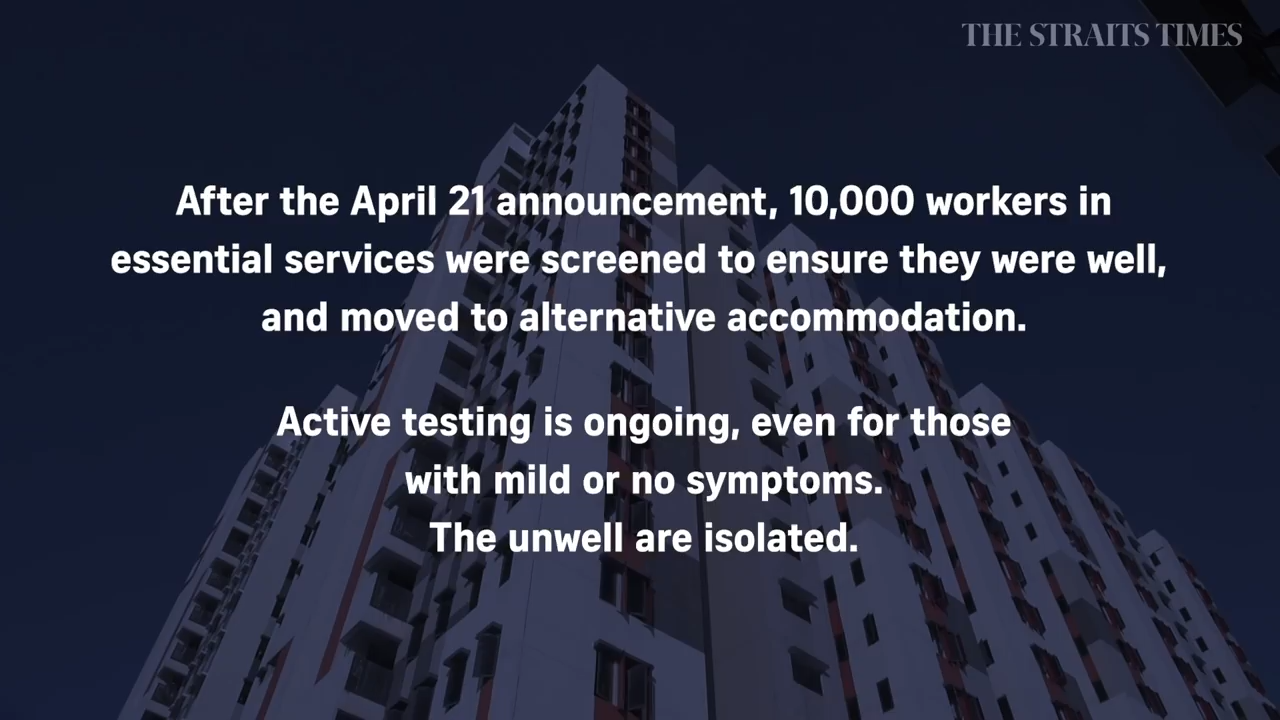 THE STRAITS TIMES
After the April 21 announcement, 10,000 workers in
essential services were screened to ensure they were well,
and moved to alternative accommodation.
Active testing is ongoing, even for those
with mild or no symptoms.
The unwell are isolated.